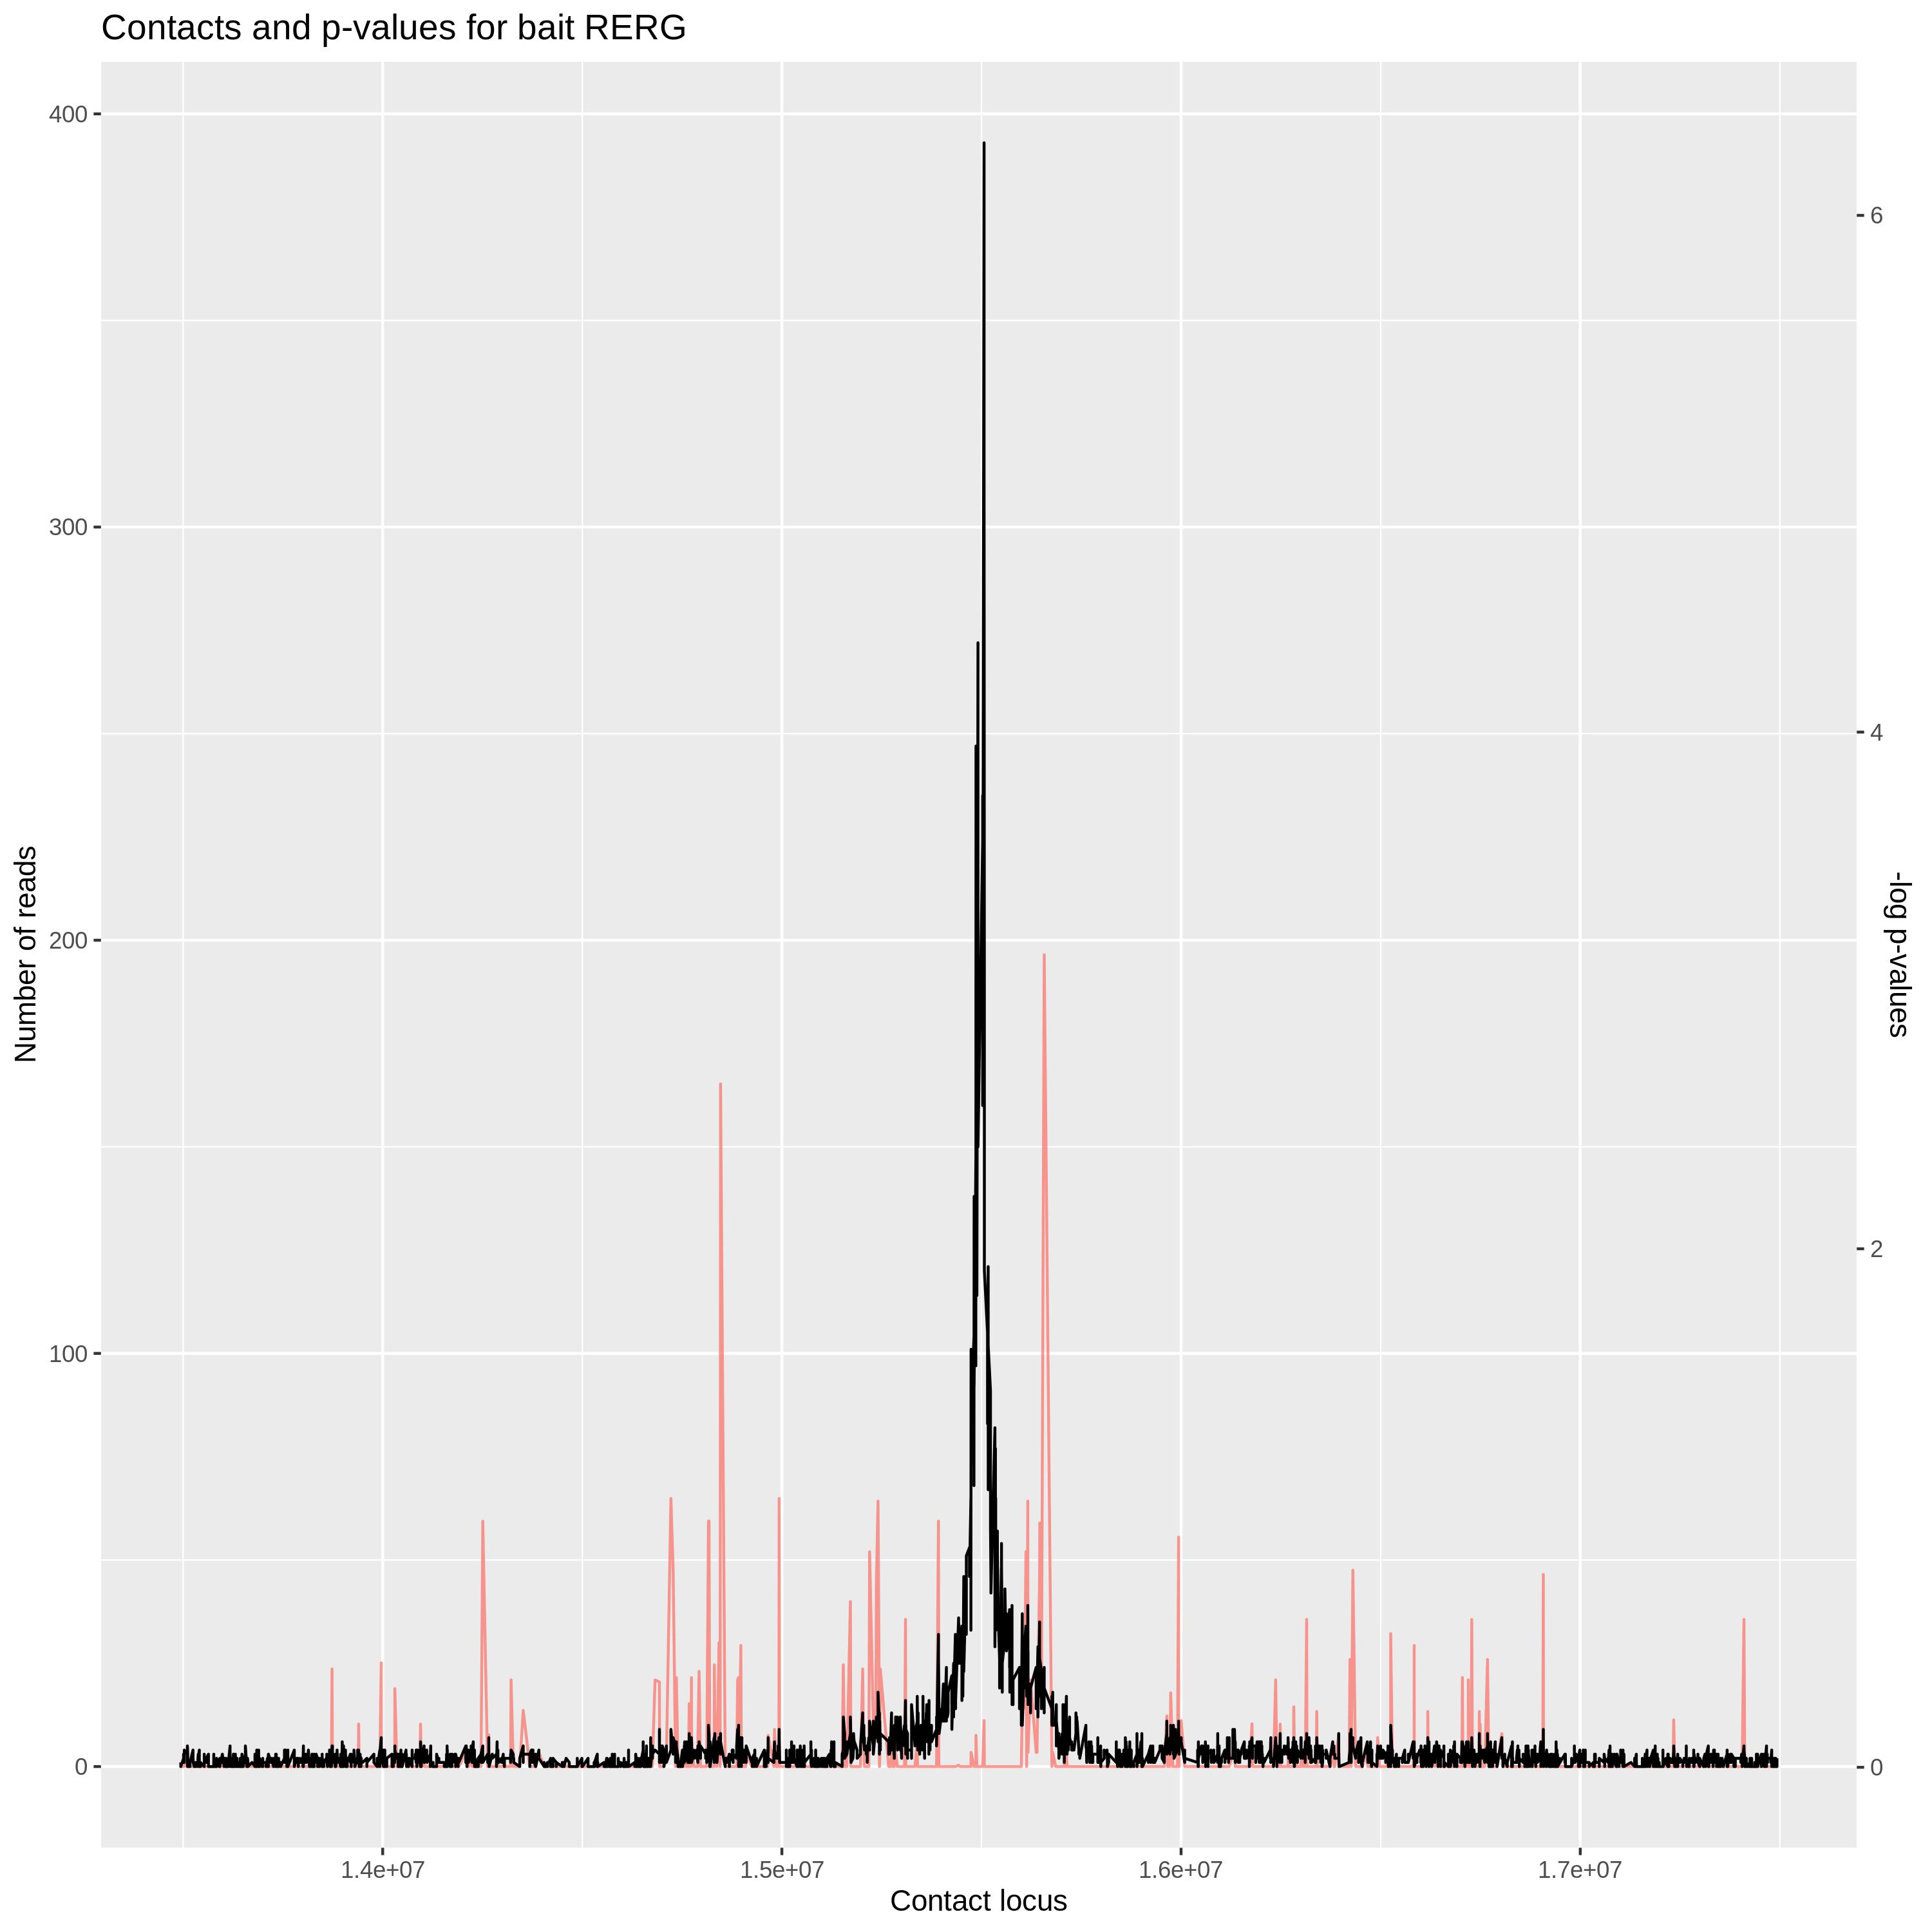 Contacts and p-values for bait RERG
400
300
200
100
0
Number of reads
6
4
2
0
-log p-values
1.4e+07
1.5e+07
1.6e+07
1.7e+07
Contact locus